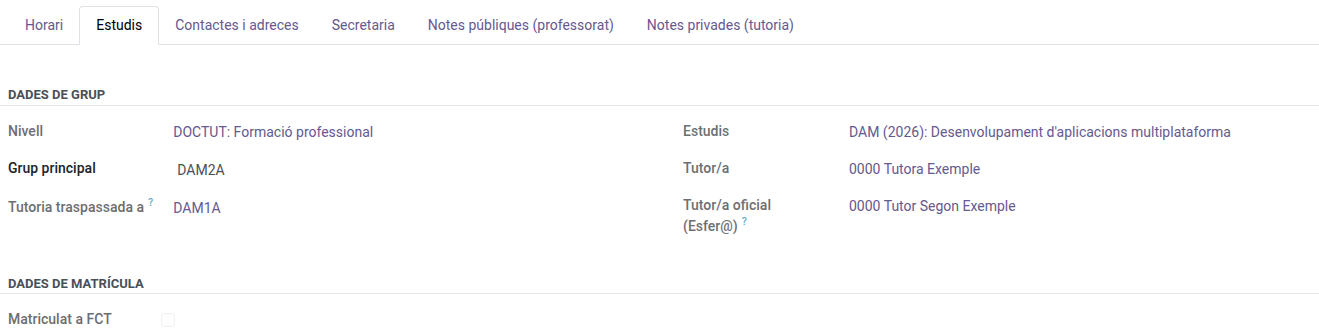 Horari Estudis Contactes i adreces Secretaria Notes públiques (professorat) Notes privades (tutoria)
DADES DE GRUP
Nivell DOCTUT: Formació professional
Grup principal DAM2A
Tutoria traspassada a ? DAM1A
Estudis DAM (2026): Desenvolupament d'aplicacions multiplataforma
Tutor/a 0000 Tutora Exemple
Tutor/a oficial 0000 Tutor Segon Exemple
(Esfer@) ?
DADES DE MATRÍCULA
Matriculat a FCT